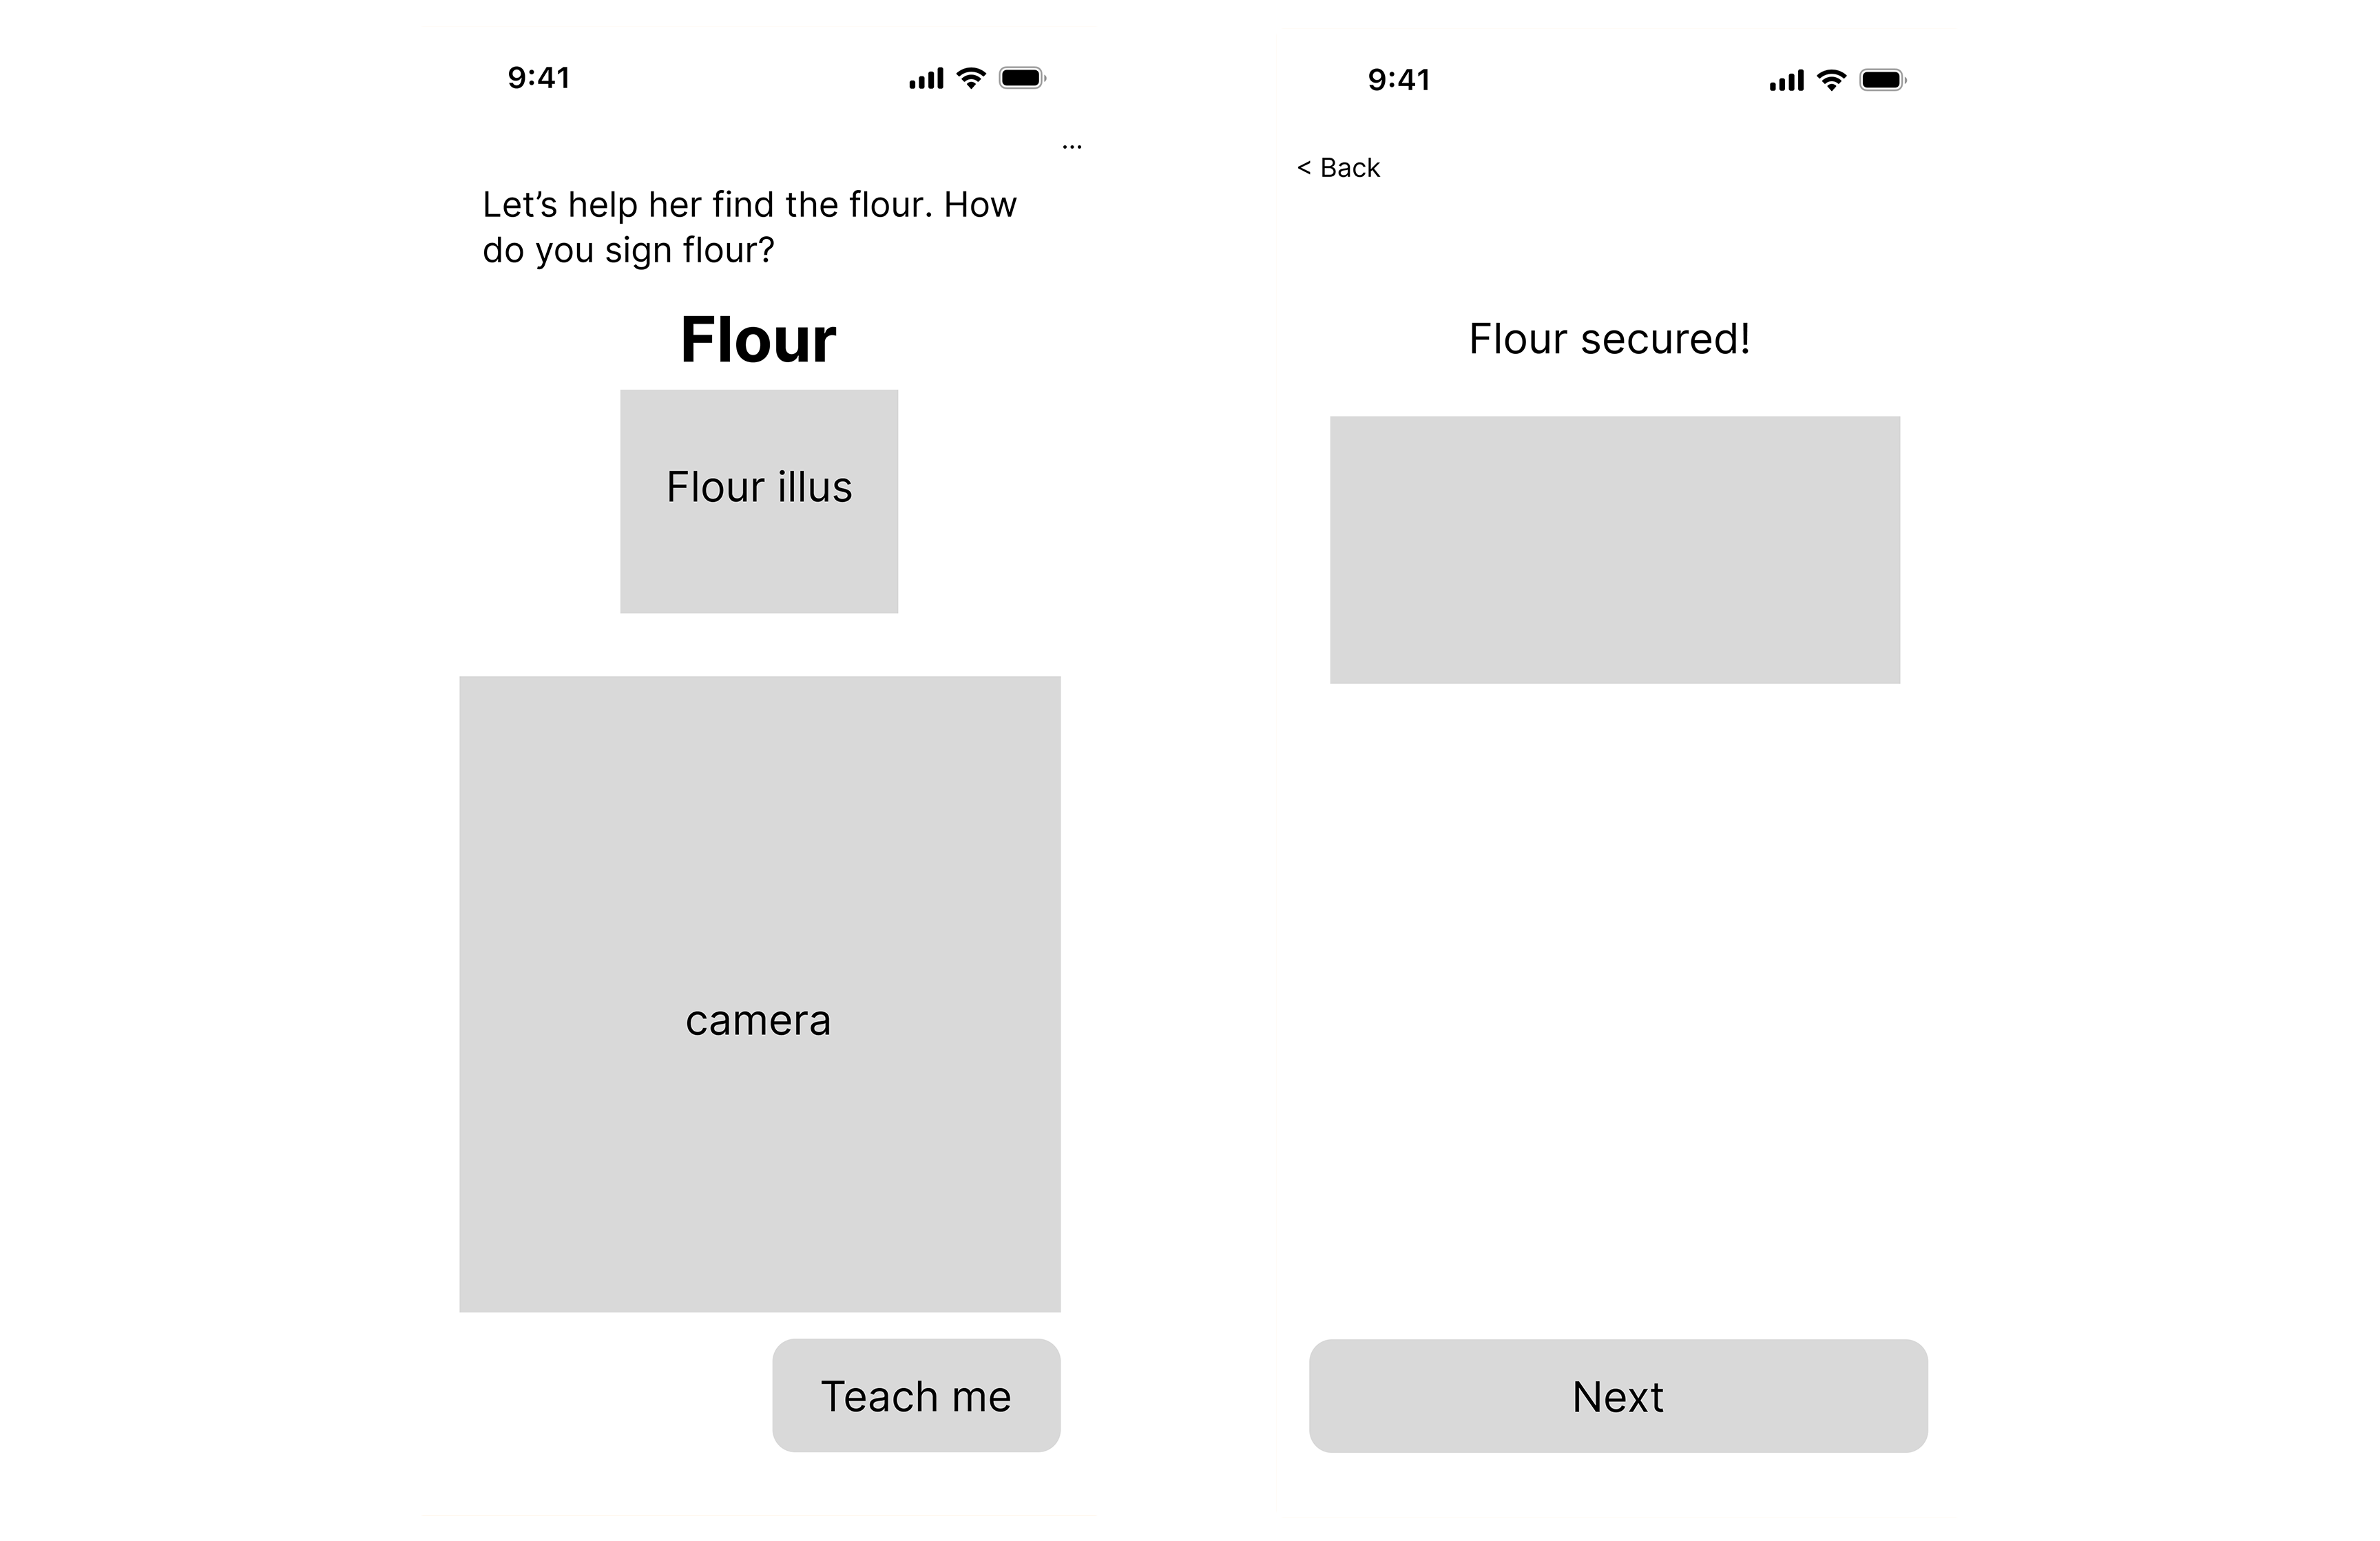 9:41
...
Let’s help her find the flour. How
do you sign flour?
Flour
Flour illus
camera
Teach me
9:41
< Back
Flour secured!
Next